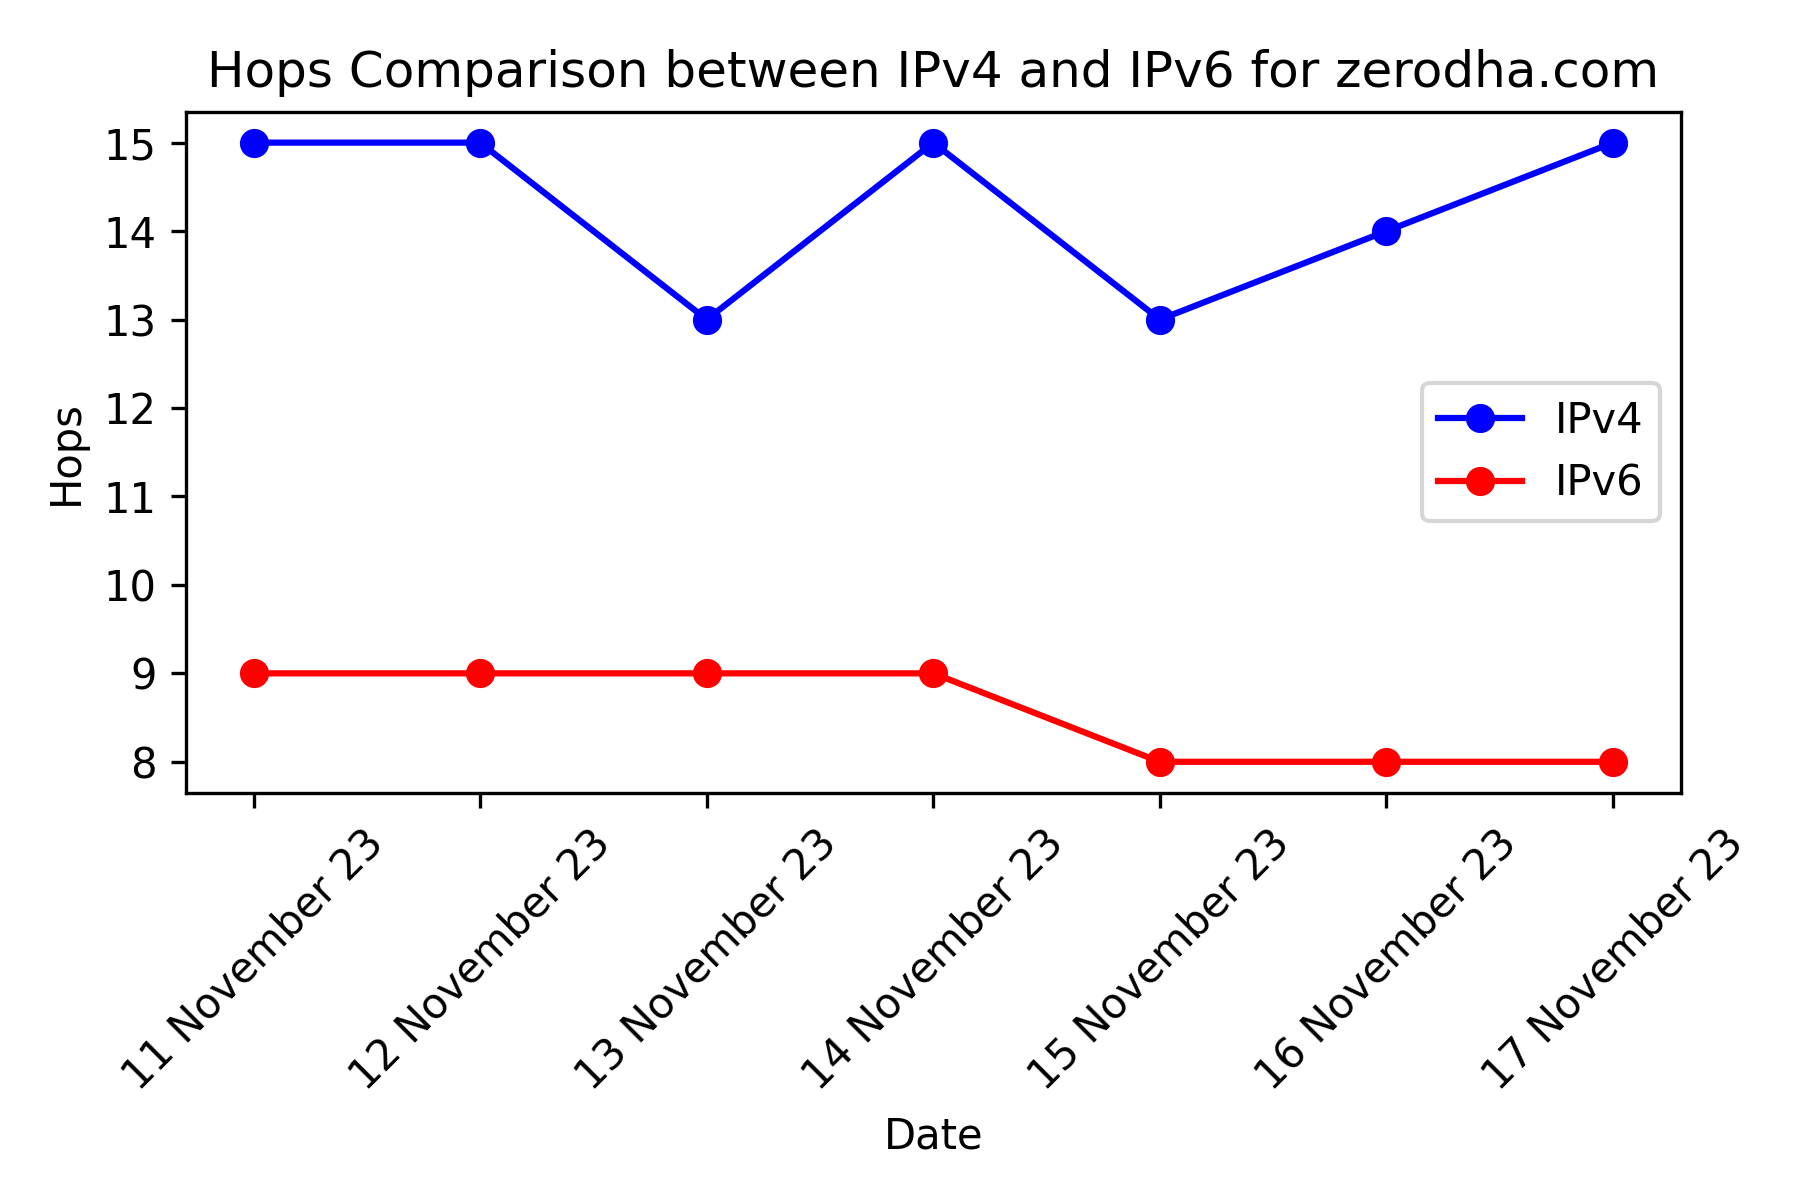 Hops Comparison between IPv4 and IPv6 for zerodha.com
15
14
13
12
11
10
9
8
Hops
IPv4
IPv6
11 November 23
12 November 23
13 November 23
14 November 23
15 November 23
16 November 23
17 November 23
Date